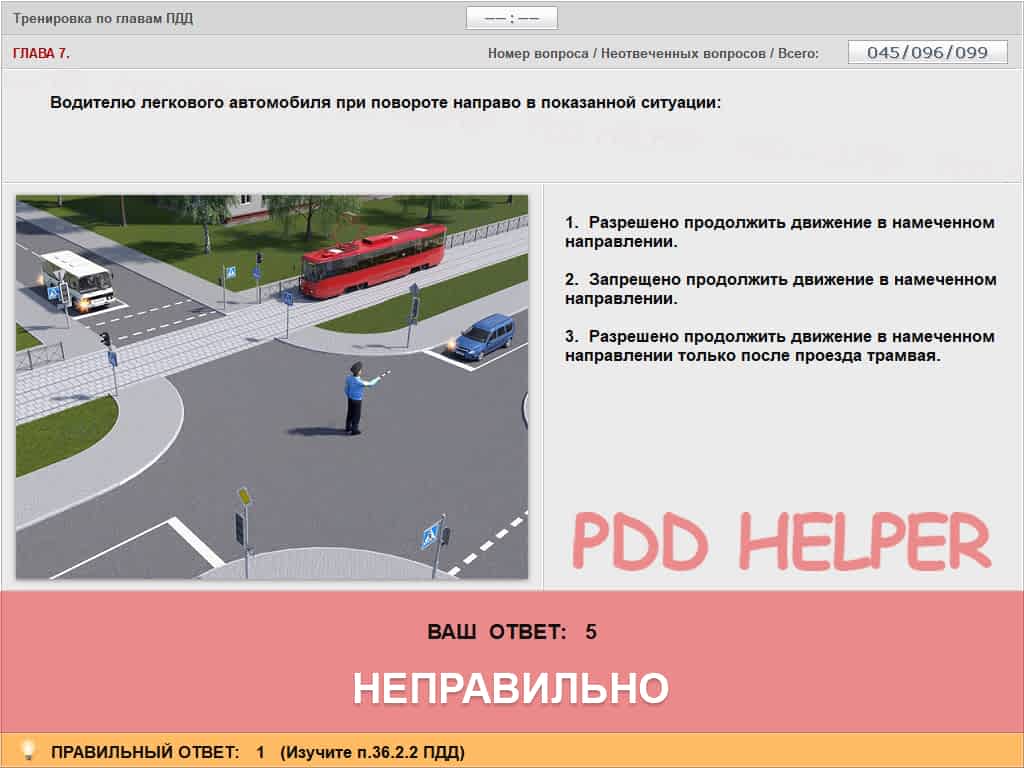 Тренировка по главам ПДД
—— : ——
ГЛАВА 7.
Номер вопроса / Неотвеченных вопросов / Всего:
045/096/099
Водителю легкового автомобиля при повороте направо в показанной ситуации:
1. Разрешено продолжить движение в намеченном
направлении.
2. Запрещено продолжить движение в намеченном
направлении.
3. Разрешено продолжить движение в намеченном
направлении только после проезда трамвая.
PDD HELPER
ВАШ ОТВЕТ: 5
НЕПРАВИЛЬНО
ПРАВИЛЬНЫЙ ОТВЕТ: 1 (Изучите п.36.2.2 ПДД)